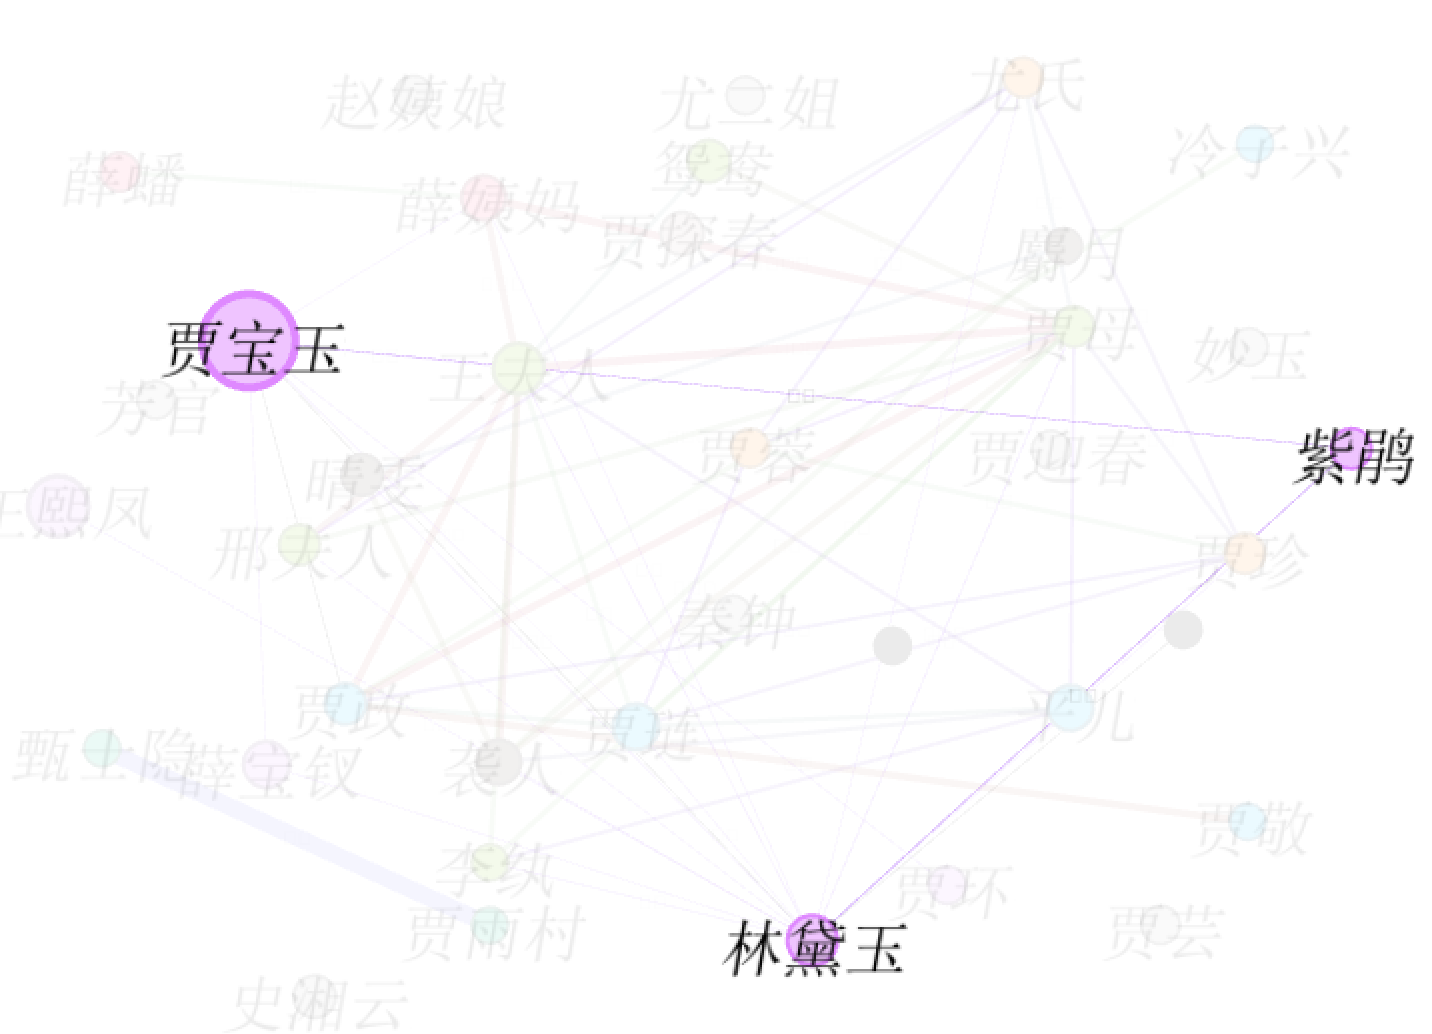 赵姨娘
尤二姐
尤氏
冷子兴
薛蟠
鸳鸯
薛姨妈
贾探春
麝月
贾宝玉
贾母
妙玉
王夫人
芳官
贾蓉
贾迎春
紫鹃
晴雯
王熙凤
邢夫人
贾珍
秦钟
贾政
贾琏
平儿
甄士隐
薛宝钗
袭人
贾敬
李纨
贾环
贾雨村
林黛玉
贾芸
史湘云